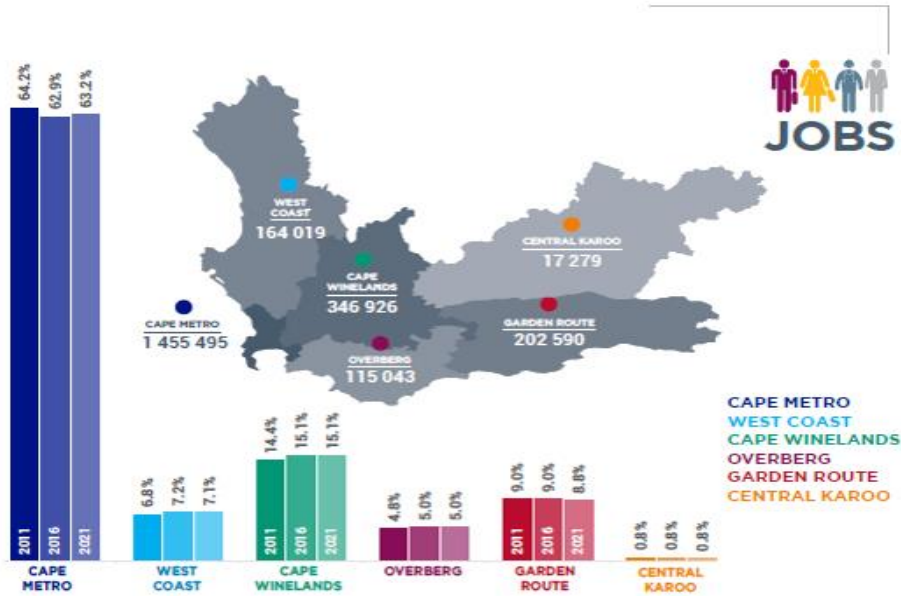 JOBS
64.2%
62.9%
63.2%
2011
2016
2021
CAPE
METRO
WEST
COAST
164 019
CENTRAL KAROO
17 279
CAPE
WINELANDS
346 926
CAPE METRO
1 455 495
GARDEN ROUTE
202 590
OVERBERG
115 043
6.8%
7.2%
7.1%
WEST
COAST
14.4%
15.1%
15.1%
2011
2016
2021
CAPE
WINELANDS
4.8%
5.0%
5.0%
OVERBERG
9.0%
9.0%
8.8%
2011
2016
2021
GARDEN
ROUTE
0.8%
0.8%
0.8%
CENTRAL
KAROO
CAPE METRO
WEST COAST
CAPE WINELANDS
OVERBERG
GARDEN ROUTE
CENTRAL KAROO